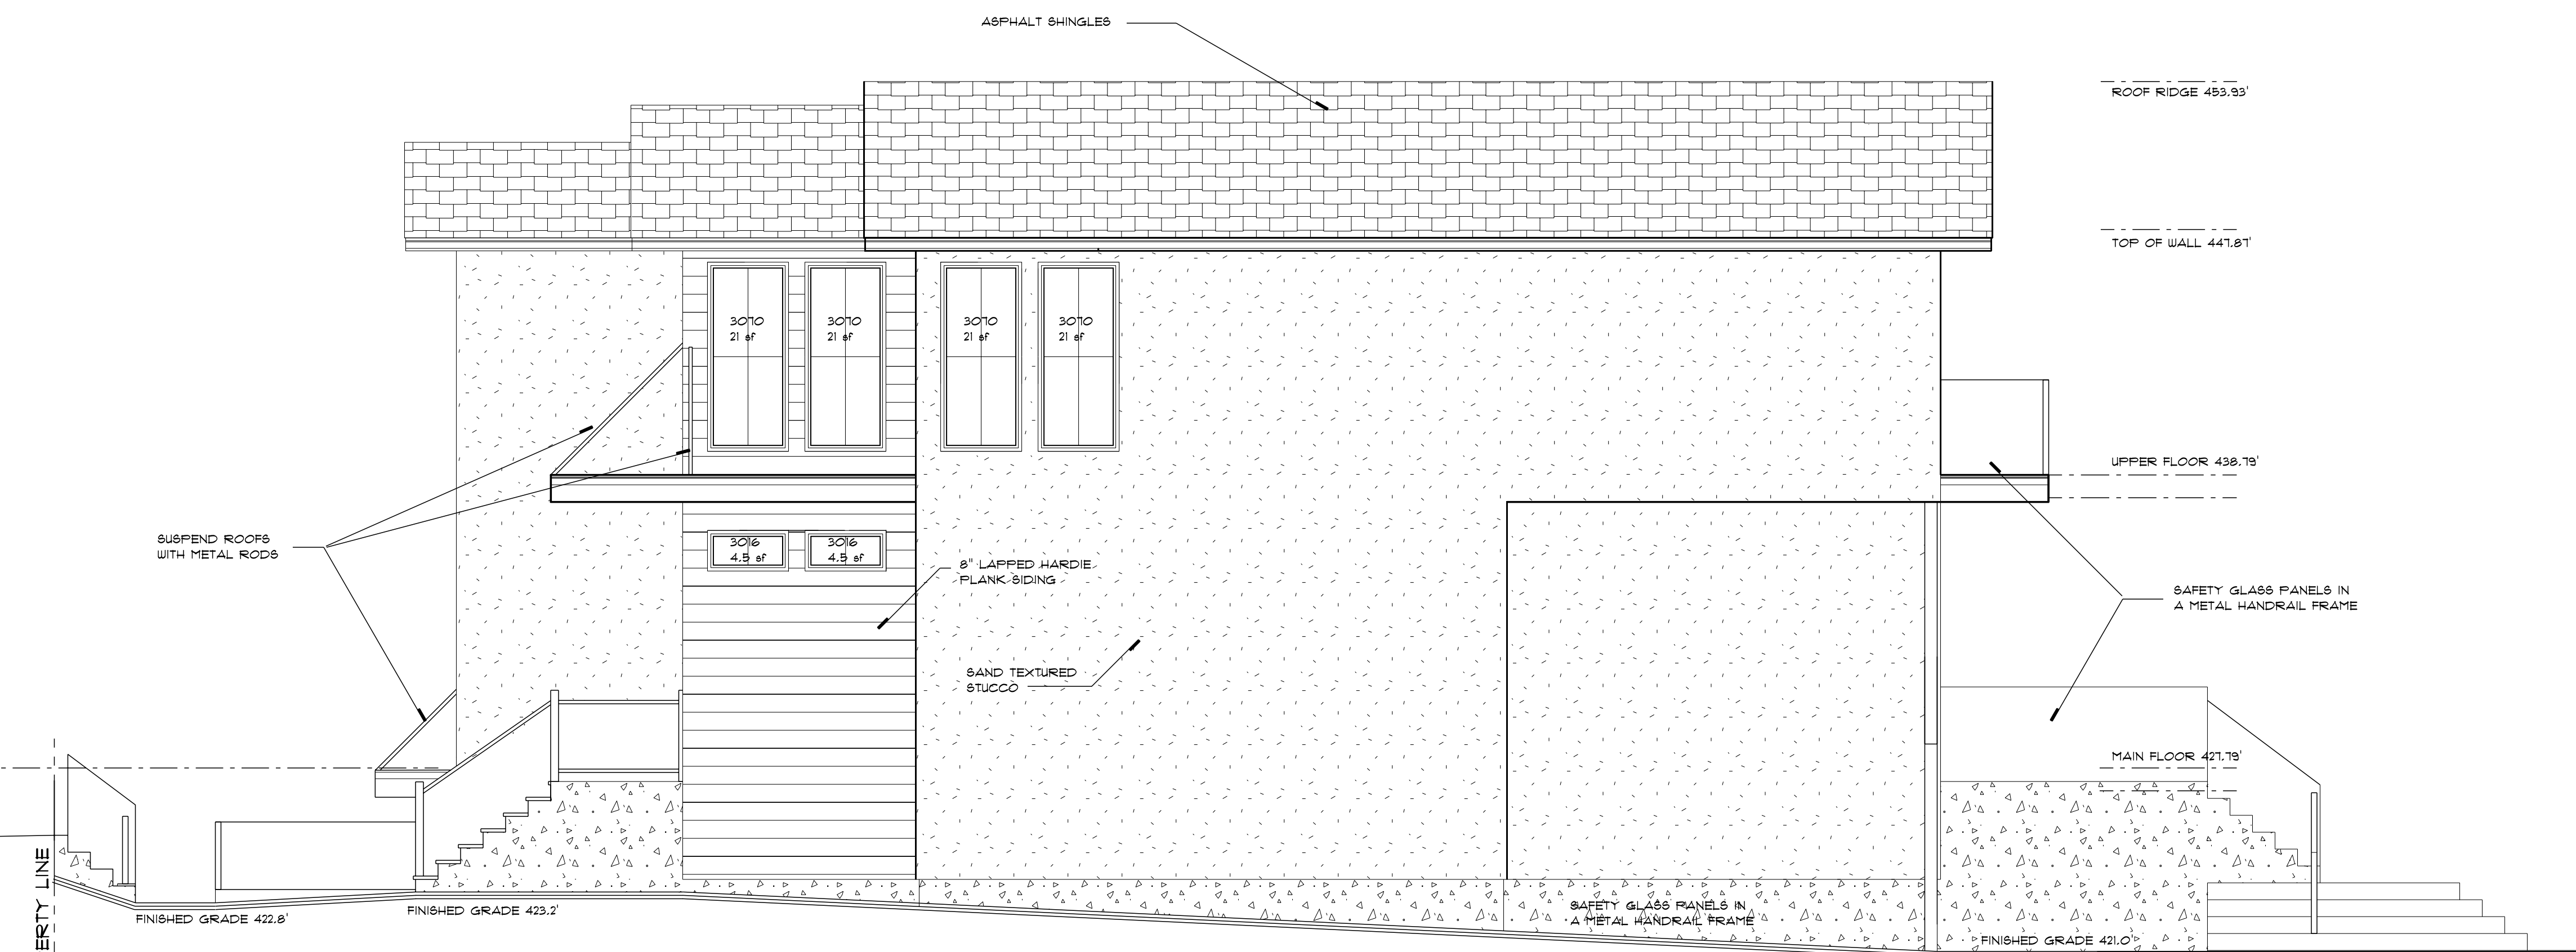 ASPHALT SHINGLES
ROOF RIDGE 453.93'
TOP OF WALL 447.87'
3070
21 sf
3070
21 sf
3070
21 sf
3070
21 sf
UPPER FLOOR 438.79'
SUSPEND ROOFS
WITH METAL RODS
3016
4.5 sf
3016
4.5 sf
8" LAPPED HARDIE
PLANK SIDING
SAFETY GLASS PANELS IN
A METAL HANDRAIL FRAME
SAND TEXTURED
STUCCO
MAIN FLOOR 427.79'
ERTY LINE
FINISHED GRADE 422.8'
FINISHED GRADE 423.2'
SAFETY GLASS PANELS IN
A METAL HANDRAIL FRAME
FINISHED GRADE 421.0'